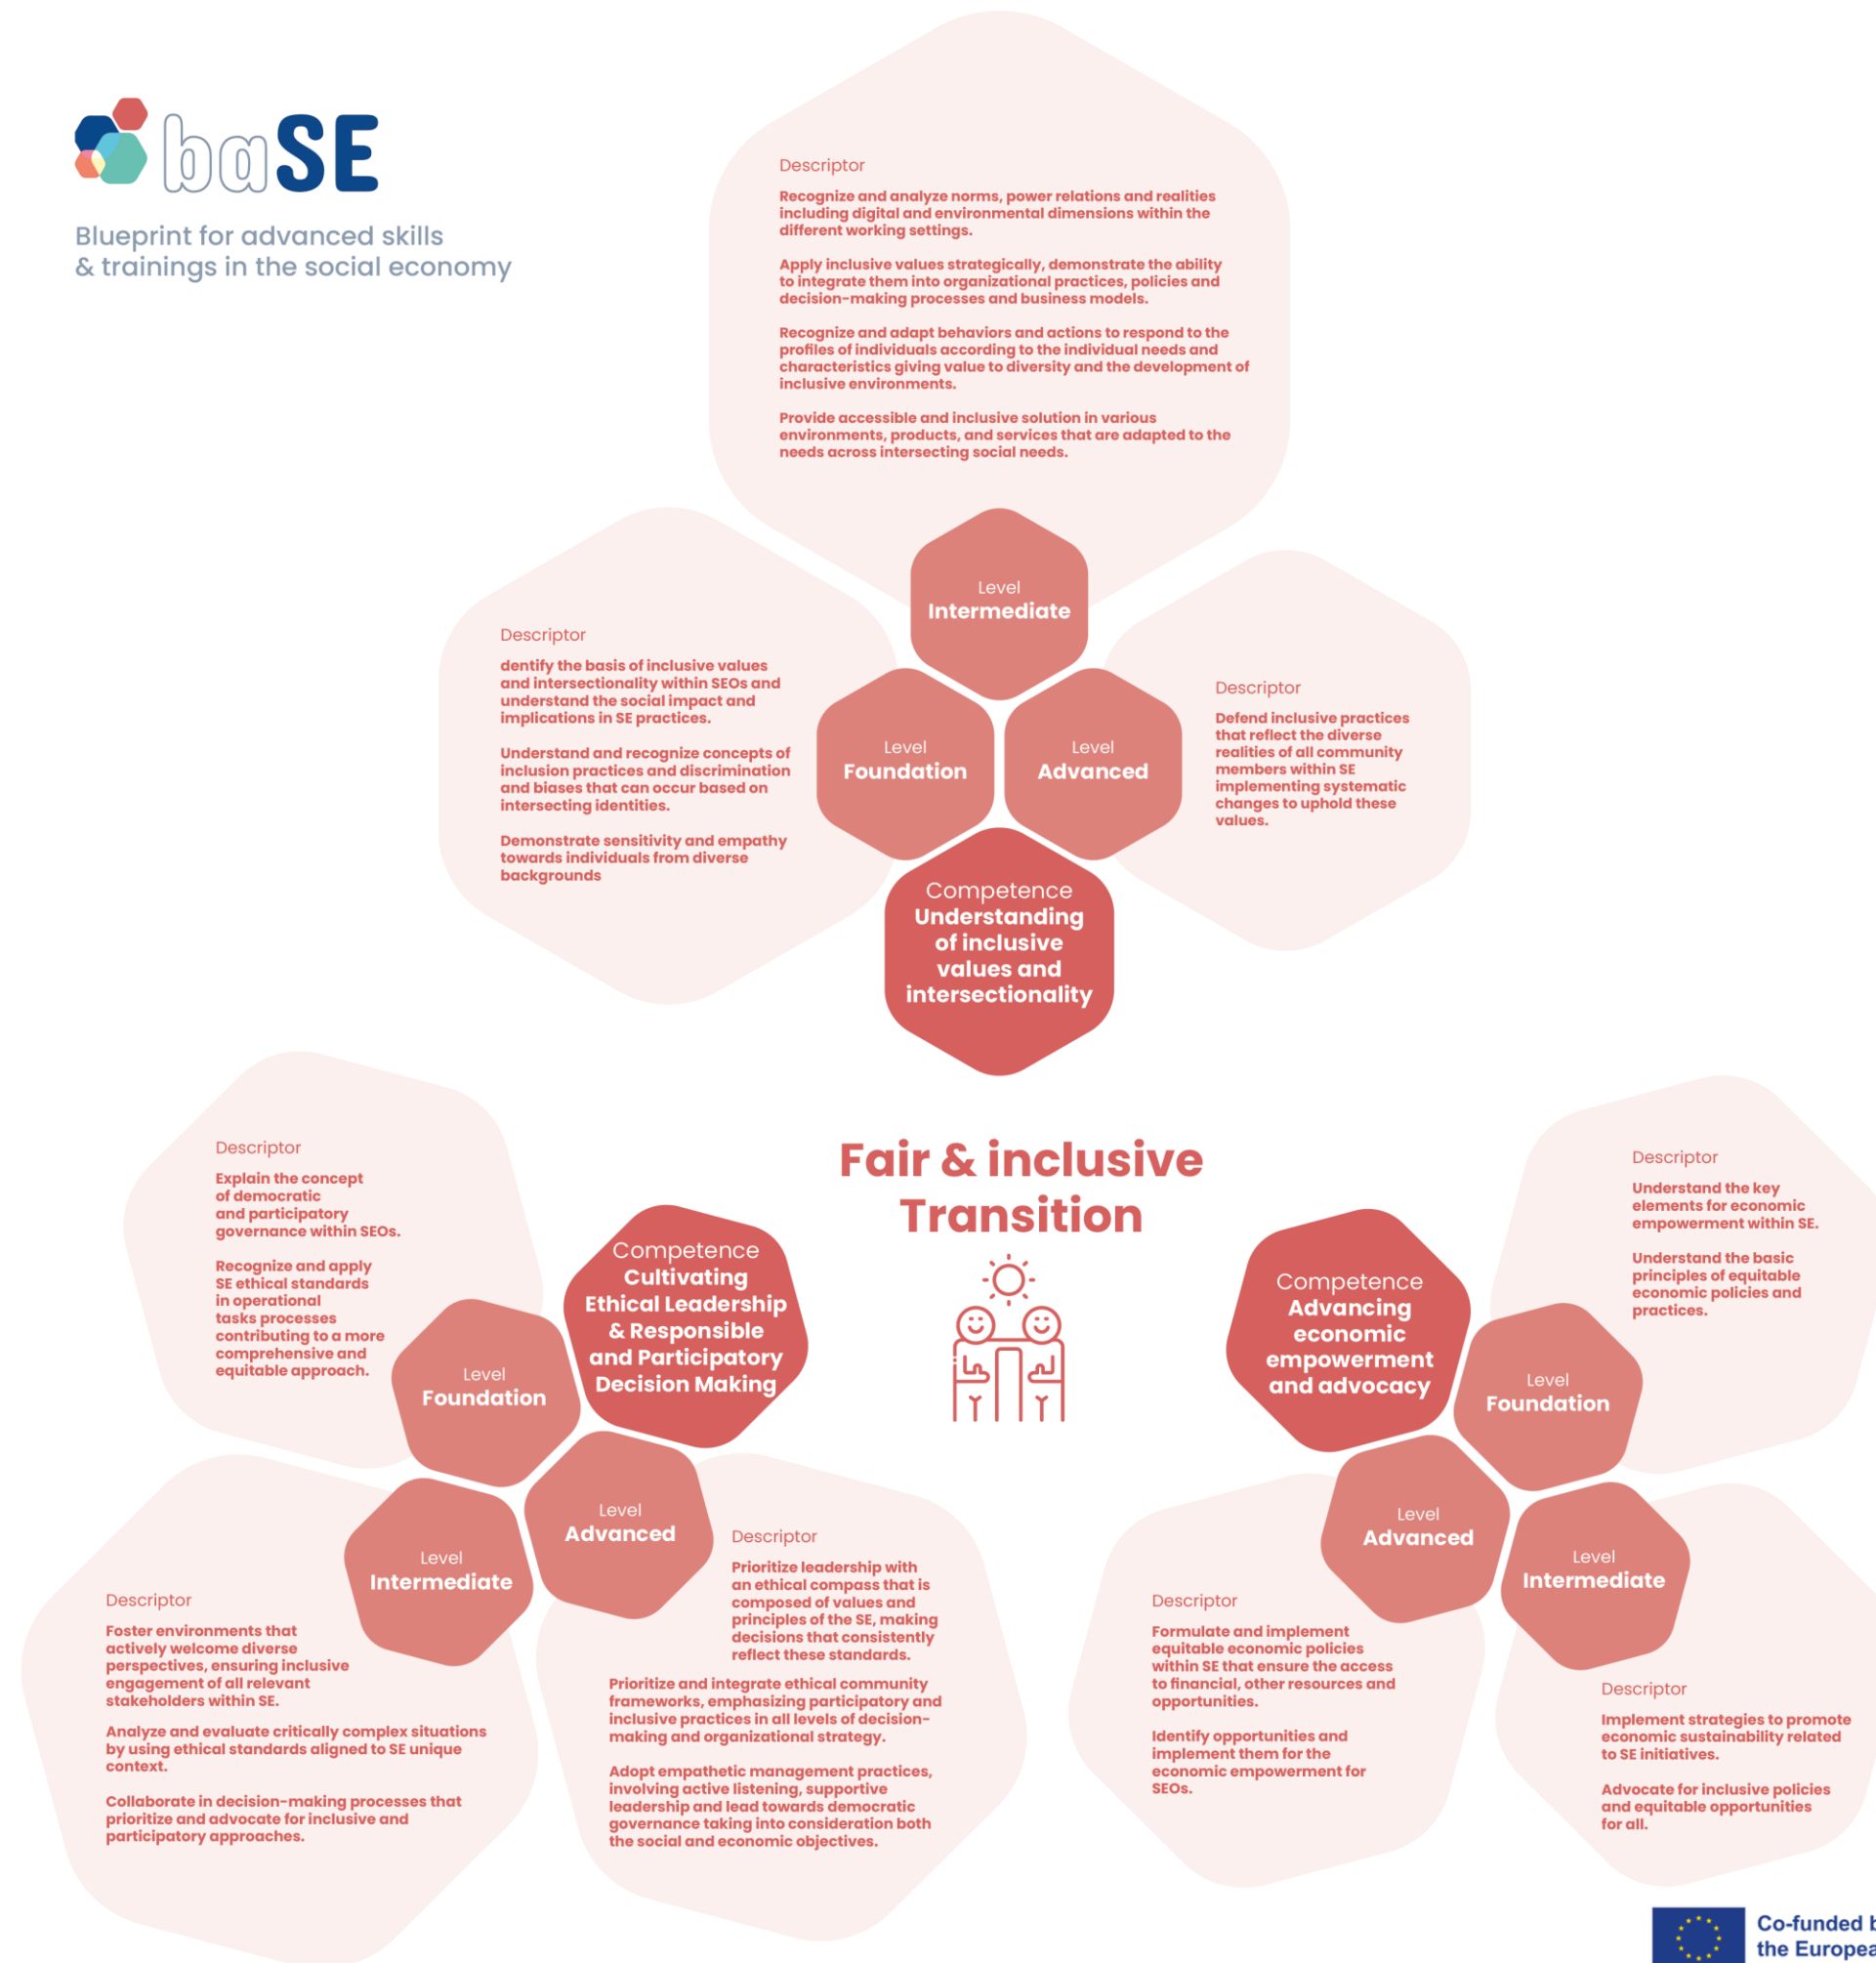 baSE
Blueprint for advanced skills
& trainings in the social economy
Descriptor
Recognize and analyze norms, power relations and realities
including digital and environmental dimensions within the
different working settings.
Apply inclusive values strategically, demonstrate the ability
to integrate them into organizational practices, policies and
decision-making processes and business models.
Recognize and adapt behaviors and actions to respond to the
profiles of individuals according to the individual needs and
characteristics giving value to diversity and the development of
inclusive environments.
Provide accessible and inclusive solution in various
environments, products, and services that are adapted to the
needs across intersecting social needs.
Level
Intermediate
Descriptor
dentify the basis of inclusive values
and intersectionality within SEOs and
understand the social impact and
implications in SE practices.
Understand and recognize concepts of
inclusion practices and discrimination
and biases that can occur based on
intersecting identities.
Demonstrate sensitivity and empathy
towards individuals from diverse
backgrounds
Level
Foundation
Level
Advanced
Descriptor
Defend inclusive practices
that reflect the diverse
realities of all community
members within SE
implementing systematic
changes to uphold these
values.
Competence
Understanding
of inclusive
values and
intersectionality
Fair & inclusive
Transition
Descriptor
Explain the concept
of democratic
and participatory
governance within SEOs.
Recognize and apply
SE ethical standards
in operational
tasks processes
contributing to a more
comprehensive and
equitable approach.
Level
Foundation
Competence
Cultivating
Ethical Leadership
& Responsible
and Participatory
Decision Making
Level
Intermediate
Level
Advanced
Descriptor
Foster environments that
actively welcome diverse
perspectives, ensuring inclusive
engagement of all relevant
stakeholders within SE.
Analyze and evaluate critically complex situations
by using ethical standards aligned to SE unique
context.
Collaborate in decision-making processes that
prioritize and advocate for inclusive and
participatory approaches.
Descriptor
Prioritize leadership with
an ethical compass that is
composed of values and
principles of the SE, making
decisions that consistently
reflect these standards.
Prioritize and integrate ethical community
frameworks, emphasizing participatory and
inclusive practices in all levels of decision-
making and organizational strategy.
Adopt empathetic management practices,
involving active listening, supportive
leadership and lead towards democratic
governance taking into consideration both
the social and economic objectives.
Competence
Advancing
economic
empowerment
and advocacy
Descriptor
Understand the key
elements for economic
empowerment within SE.
Understand the basic
principles of equitable
economic policies and
practices.
Level
Foundation
Level
Advanced
Level
Intermediate
Descriptor
Formulate and implement
equitable economic policies
within SE that ensure the access
to financial, other resources and
opportunities.
Identify opportunities and
implement them for the
economic empowerment for
SEOs.
Descriptor
Implement strategies to promote
economic sustainability related
to SE initiatives.
Advocate for inclusive policies
and equitable opportunities
for all.
Co-funded
the